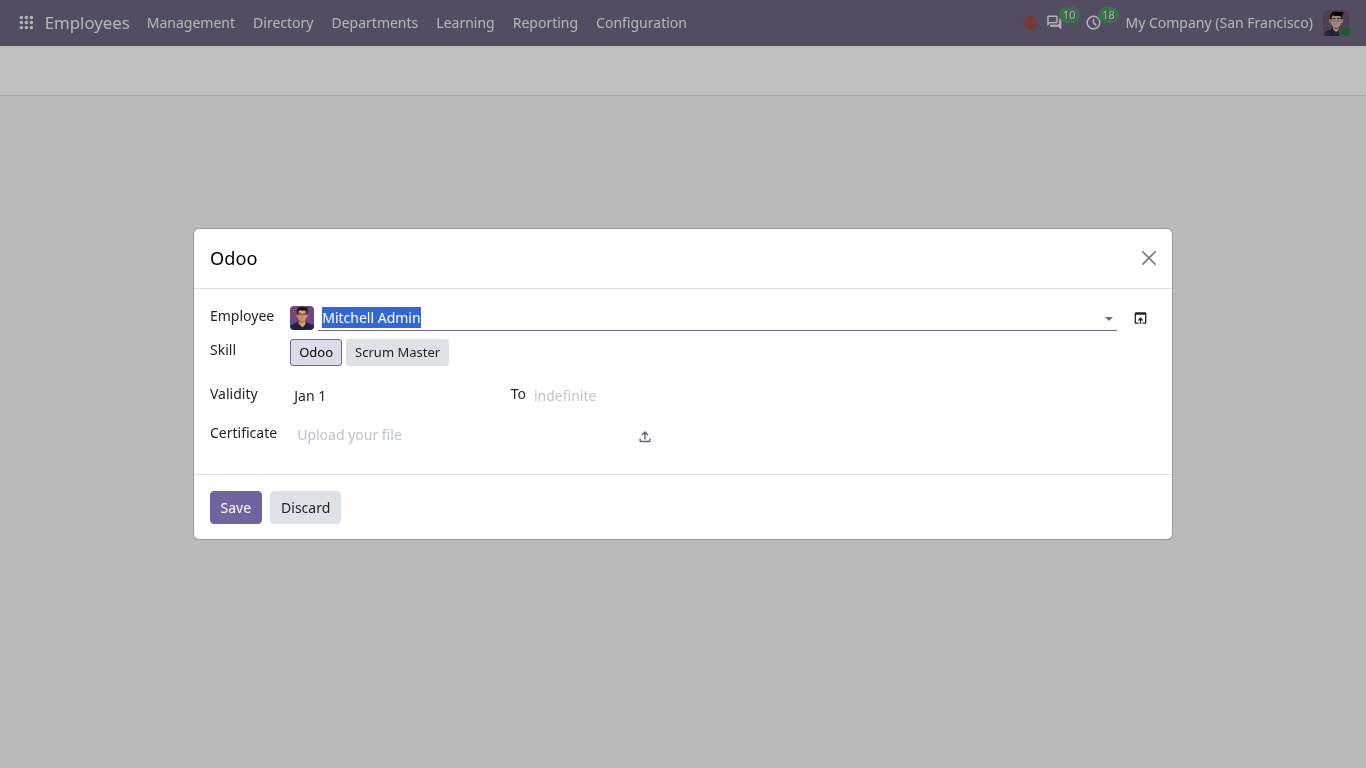 Employees Management Directory Departments Learning Reporting Configuration 10 18 My Company (San Francisco)
Odoo
Employee Mitchell Admin
Skill Odoo Scrum Master
Validity Jan 1 To indefinite
Certificate Upload your file
Save Discard